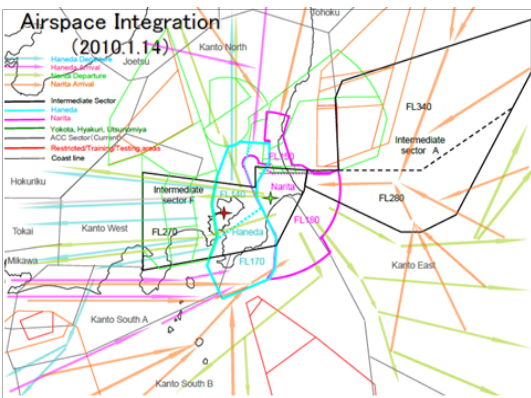 Airspace Integration
(2010.1.14)
Haneda Departure
Haneda Arrival
Narita Departure
Narita Arrival
Intermediate Sector
Haneda
Narita
Yokota, Hyakuri, Utsunomiya
ACC Sector(Current)
Restricted/Training Testing areas
Coast line
Tohoku
Kanto North
Joetsu
FL340
Intermediate
sector A
FL150
Hokuriku
Intermediate
sector F
FL140
Narita
FL280
Tokai
Kanto West
FL270
Haneda
FL180
Mikawa
FL170
Kanto East
Kanto South A
Kanto South B